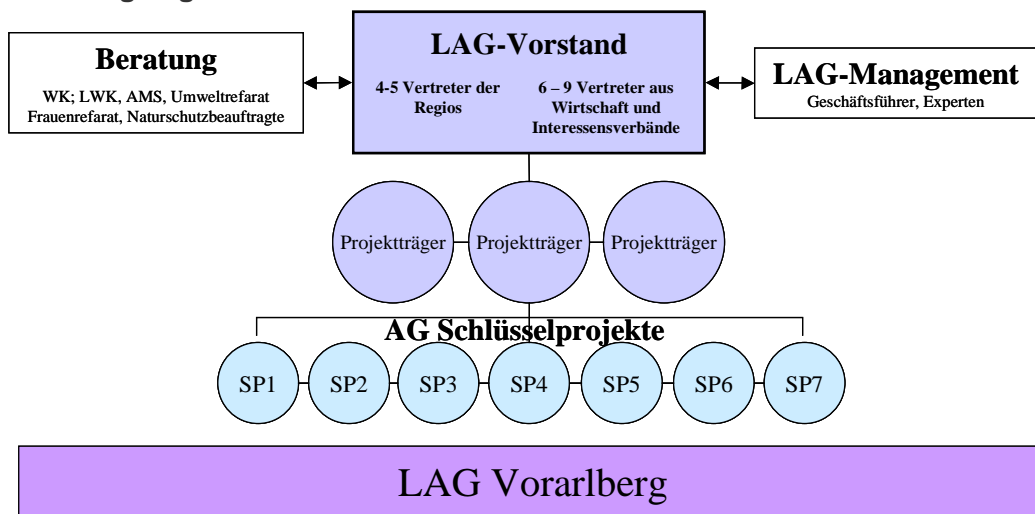 Beratung
WK; LWK, AMS, Umweltrefarat
Frauenrefarat, Naturschutzbeauftragte
LAG-Vorstand
4-5 Vertreter der
Regios
6 – 9 Vertreter aus
Wirtschaft und
Interessensverbände
LAG-Management
Geschäftsführer, Experten
Projektträger
Projektträger
Projektträger
AG Schlüsselprojekte
SP1
SP2
SP3
SP4
SP5
SP6
SP7
LAG Vorarlberg